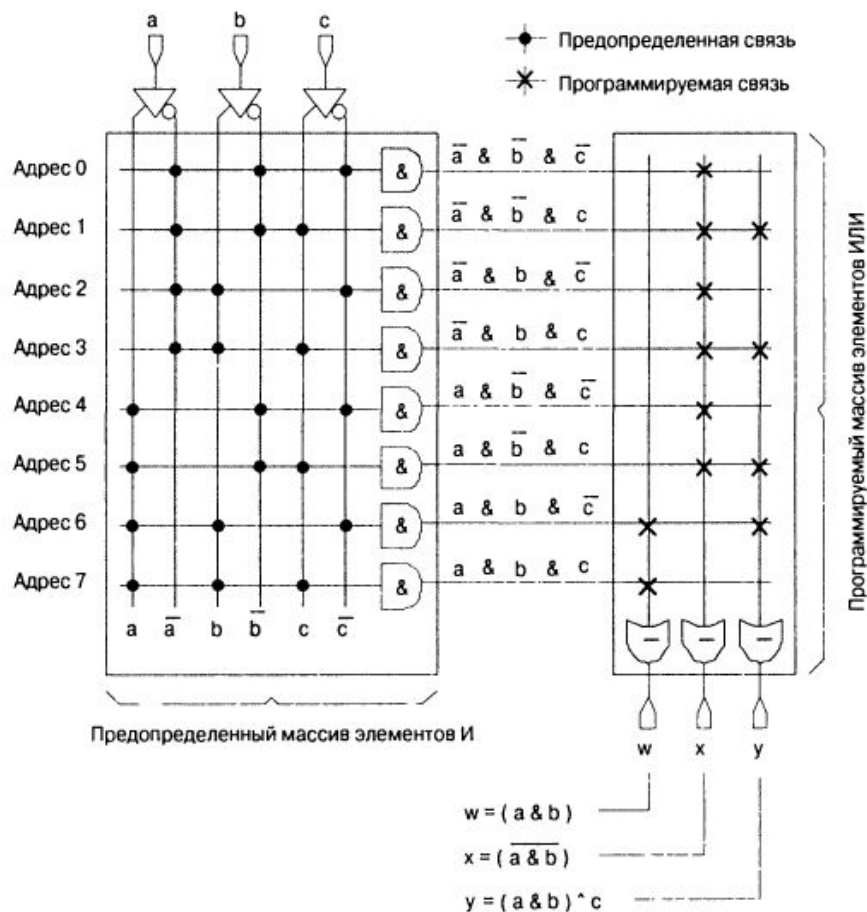 a b c
Предопределенная связь
Программируемая связь
Адрес 0 & a̅ & b̅ & c̅
Адрес 1 & a̅ & b̅ & c
Адрес 2 & a̅ & b & c̅
Адрес 3 & a̅ & b & c
Адрес 4 & a & b̅ & c̅
Адрес 5 & a & b̅ & c
Адрес 6 & a & b & c̅
Адрес 7 & a & b & c
a a̅ b b̅ c c̅
Предопределенный массив элементов И
Программируемый массив элементов ИЛИ
w x y
w = ( a & b )
x = ( a̅ ̅&̅ ̅b̅ )
y = ( a & b ) ^ c